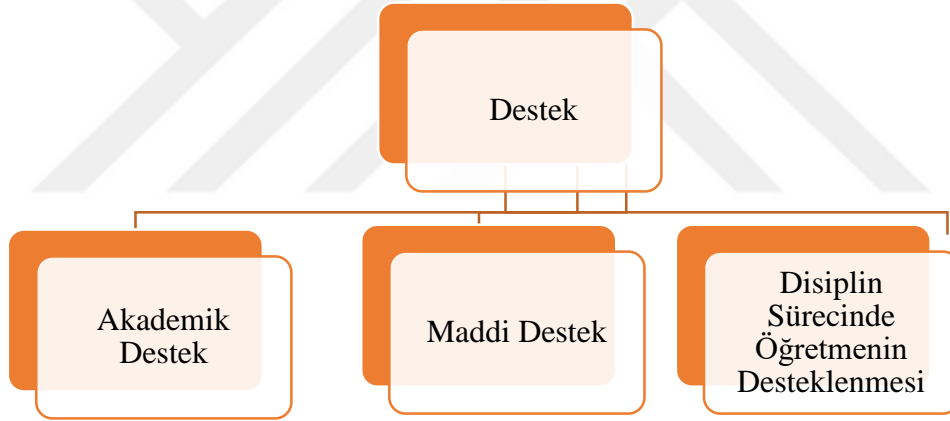 Destek
Akademik
Destek
Maddi Destek
Disiplin
Sürecinde
Öğretmenin
Desteklenmesi